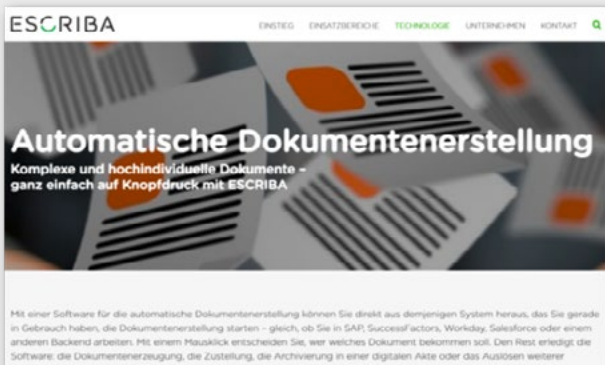 ESCRIBA
EINSTIEG EINSATZBEREICHE TECHNOLOGIE UNTERNEHMEN KONTAKT
Automatische Dokumentenerstellung
Komplexe und hochindividuelle Dokumente –
ganz einfach auf Knopfdruck mit ESCRIBA
Mit einer Software für die automatische Dokumentenerstellung können Sie direkt aus demjenigen System heraus, das Sie gerade
in Gebrauch haben, die Dokumentenerstellung starten – gleich, ob Sie in SAP, SuccessFactors, Workday, Salesforce oder einem
anderen Backend arbeiten. Mit einem Mausklick entscheiden Sie, wer welches Dokument bekommen soll. Den Rest erledigt die
Software: die Dokumentenerzeugung, die Zustellung, die Archivierung in einer digitalen Akte oder das Auslösen weiterer